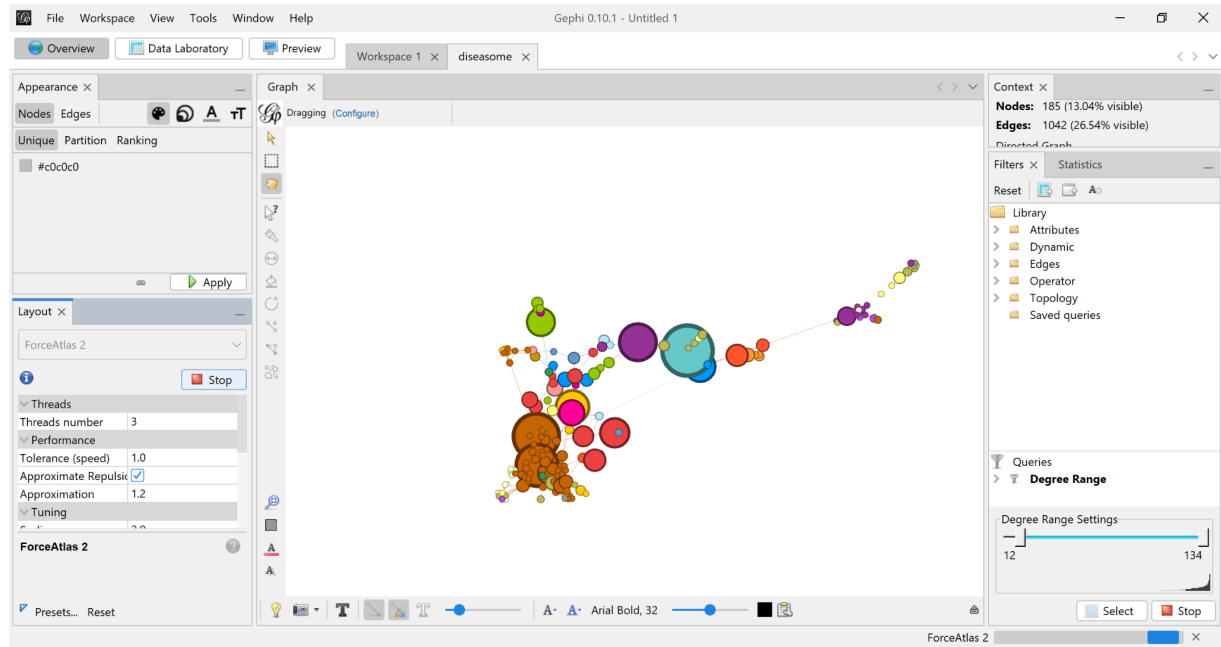 File Workspace View Tools Window Help
Gephi 0.10.1 - Untitled 1
Overview
Data Laboratory
Preview
Workspace 1
diseasome
Appearance
Nodes Edges
Unique Partition Ranking
#c0c0c0
Apply
Layout
ForceAtlas 2
Stop
Threads
Threads number 3
Performance
Tolerance (speed) 1.0
Approximate Repulsic
Approximation 1.2
Tuning
ForceAtlas 2
Presets... Reset
Graph
Dragging (Configure)
Arial Bold, 32
Context
Nodes: 185 (13.04% visible)
Edges: 1042 (26.54% visible)
Directed Graph
Filters
Statistics
Reset
Library
Attributes
Dynamic
Edges
Operator
Topology
Saved queries
Queries
Degree Range
Degree Range Settings
12
134
Select
Stop
ForceAtlas 2